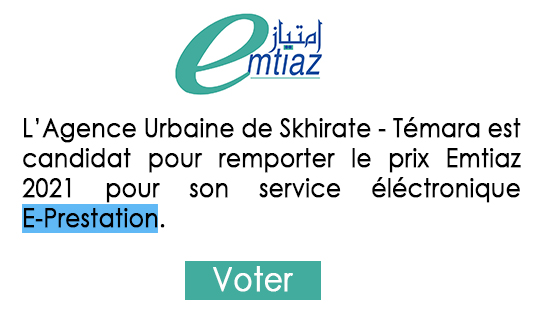 امتياز
emtiaz
L’Agence Urbaine de Skhirate - Témara est
candidat pour remporter le prix Emtiaz
2021 pour son service éléctronique
E-Prestation.
Voter